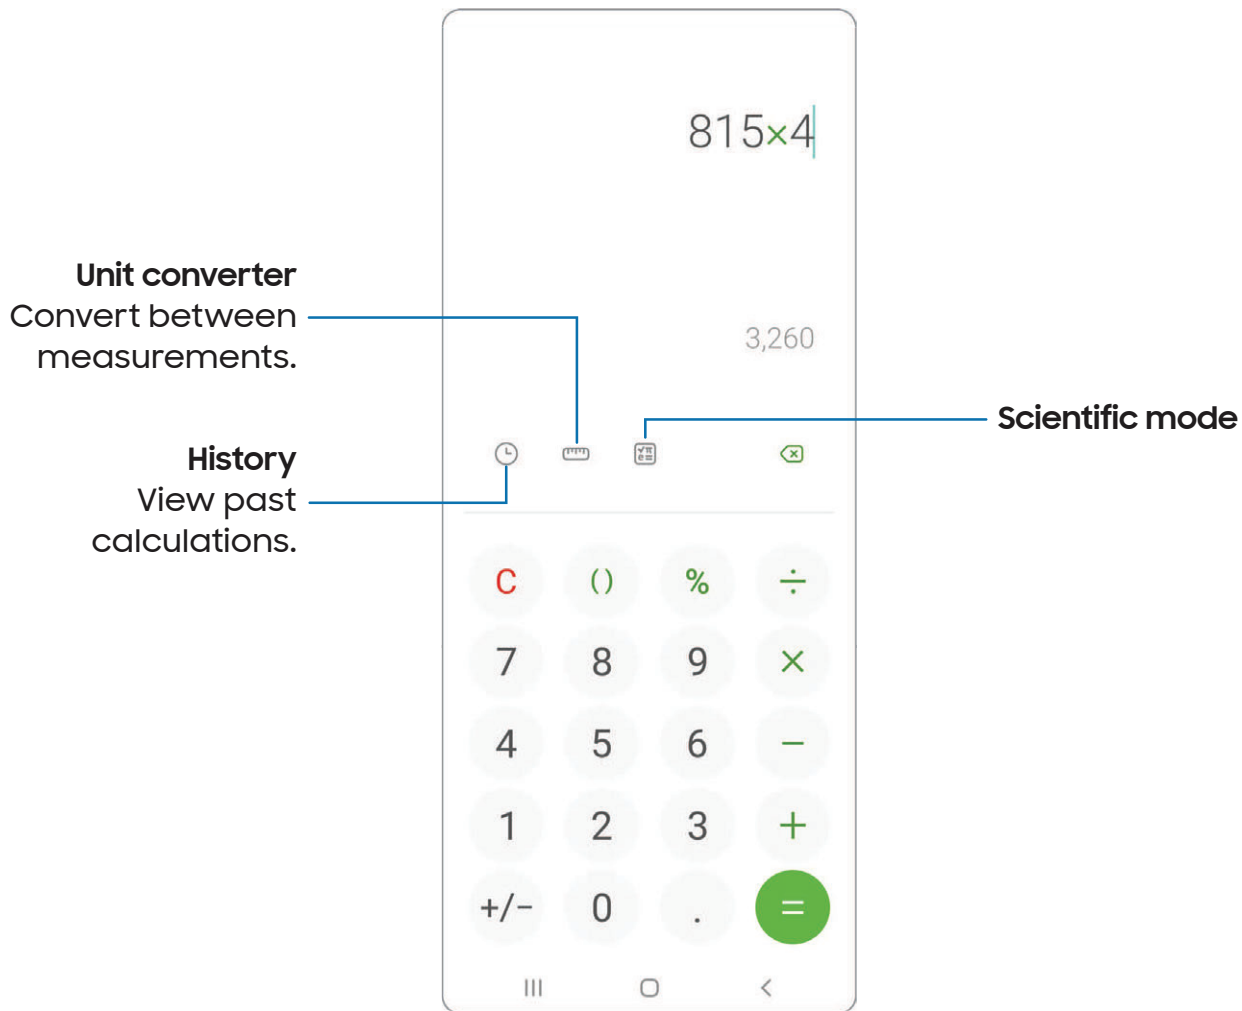 815×4
Unit converter
Convert between
measurements.
3,260
Scientific mode
History
View past
calculations.
√π
e=
C ( ) % ÷
7 8 9 ×
4 5 6 −
1 2 3 +
+/− 0 . =